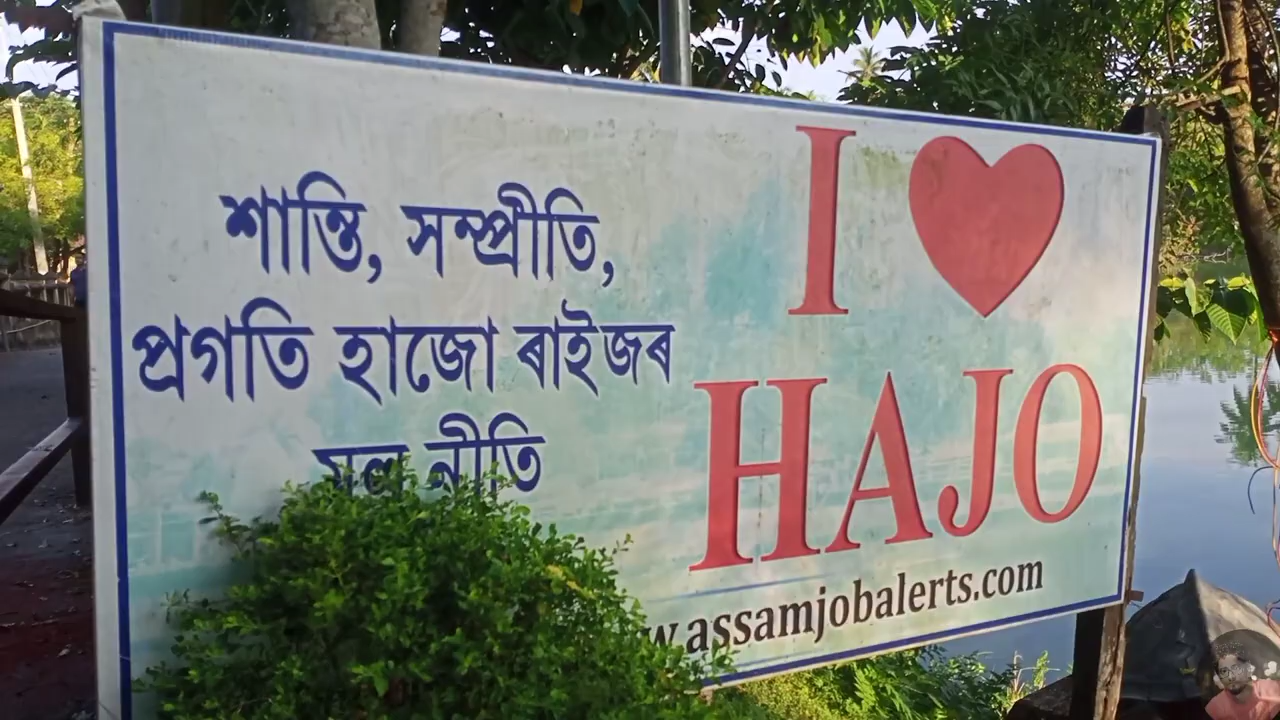 শান্তি, সম্প্ৰীতি,
প্ৰগতি হাজো ৰাইজৰ
মূল নীতি
I ♥
HAJO
w.assamjobalerts.com